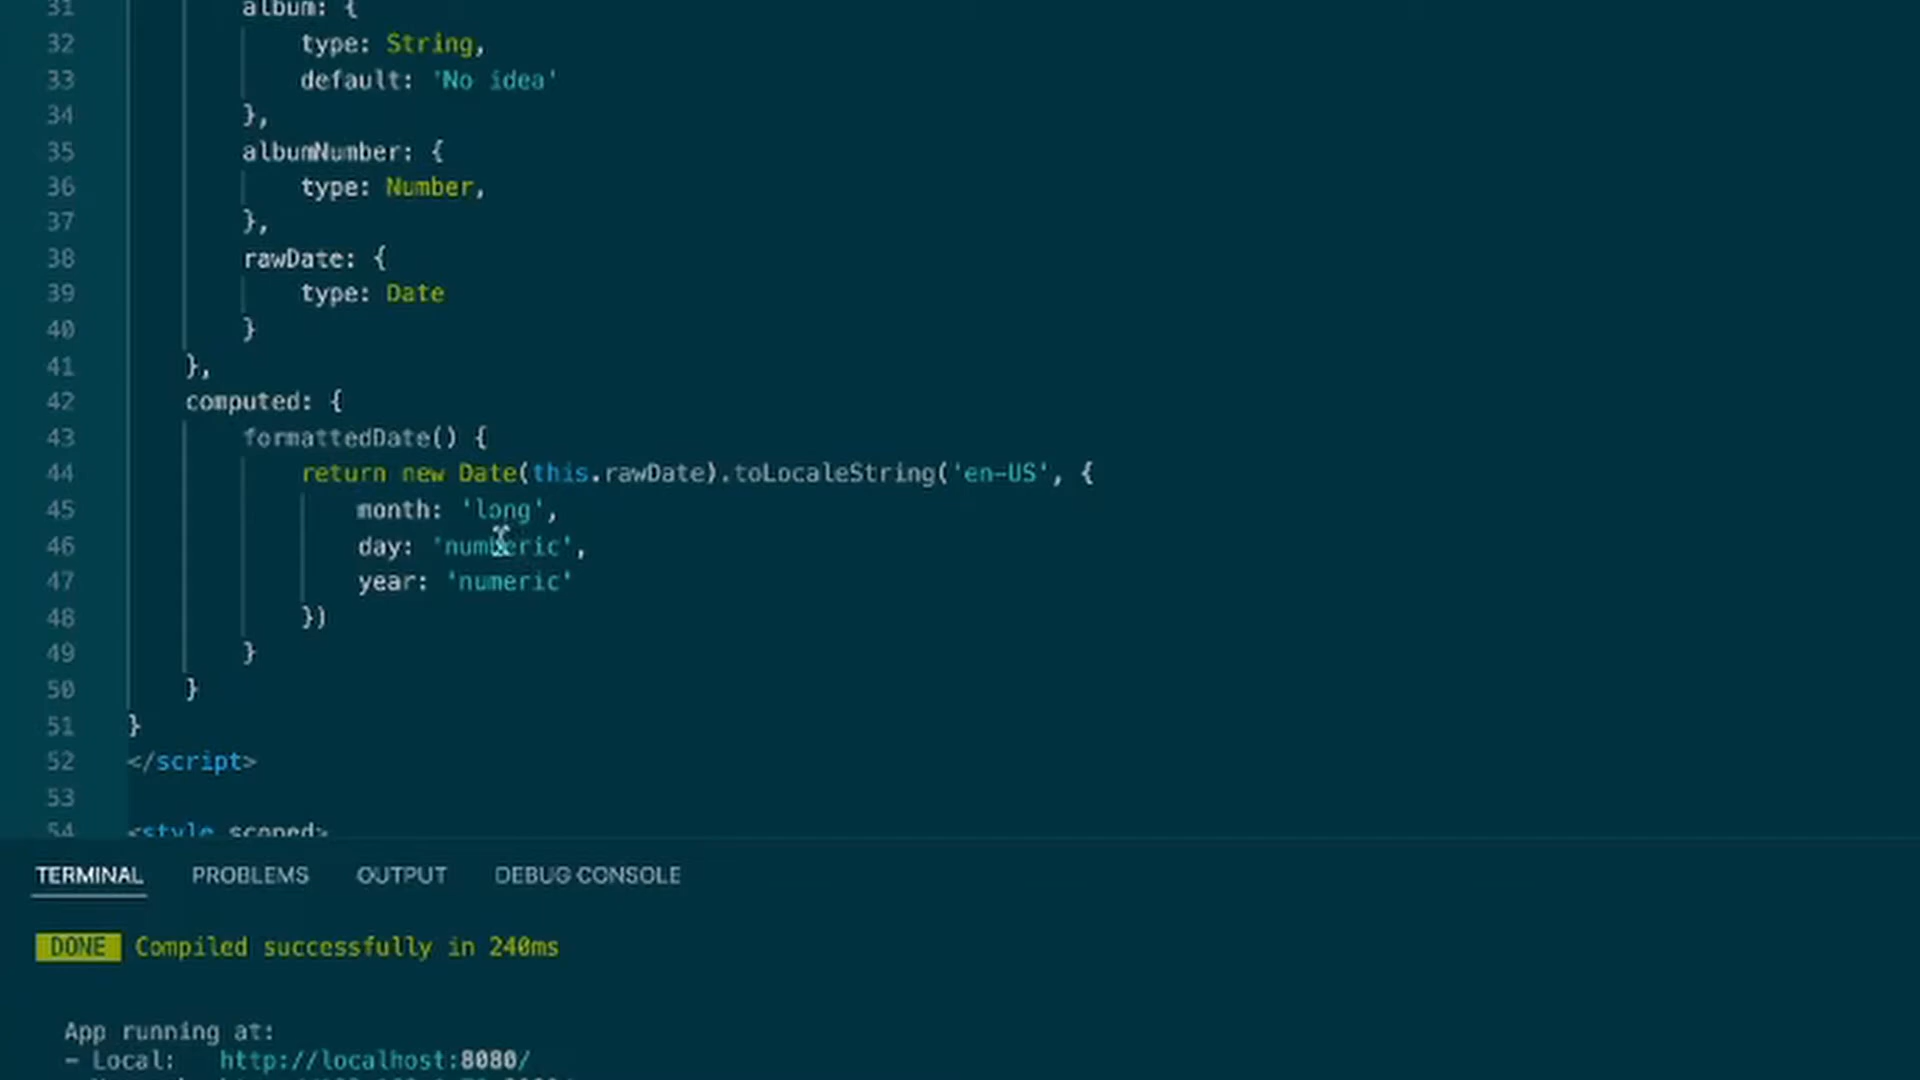 31 album: {
32 type: String,
33 default: 'No idea'
34 },
35 albumNumber: {
36 type: Number,
37 },
38 rawDate: {
39 type: Date
40 }
41 },
42 computed: {
43 formattedDate() {
44 return new Date(this.rawDate).toLocaleString('en-US', {
45 month: 'long',
46 day: 'numeric',
47 year: 'numeric'
48 })
49 }
50 }
51 }
52 </script>
53
54 <style scoped>
TERMINAL PROBLEMS OUTPUT DEBUG CONSOLE
DONE Compiled successfully in 240ms
App running at:
- Local: http://localhost:8080/